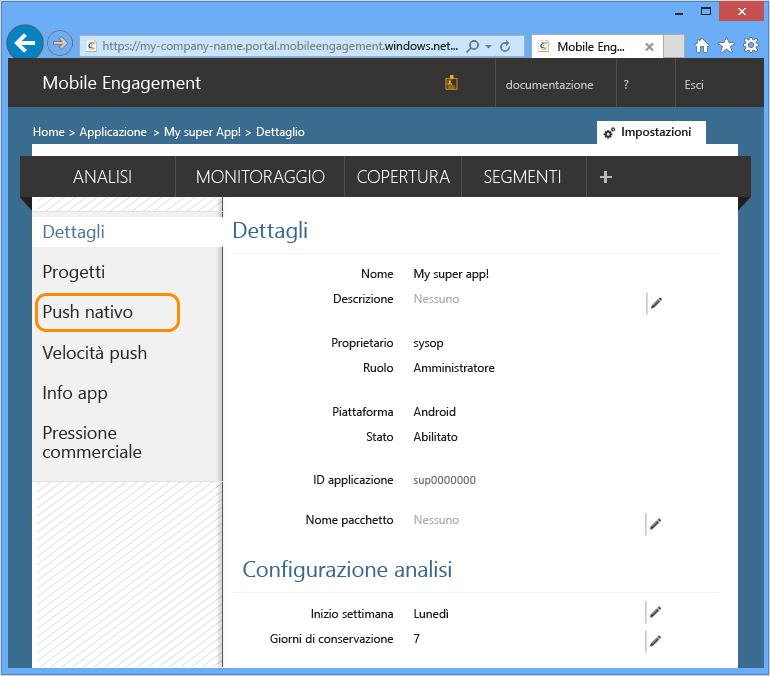 https://my-company-name.portal.mobileengagement.windows.net...
Mobile Eng...
Mobile Engagement
documentazione
?
Esci
Home > Applicazione > My super App! > Dettaglio
Impostazioni
ANALISI
MONITORAGGIO
COPERTURA
SEGMENTI
+
Dettagli
Progetti
Push nativo
Velocità push
Info app
Pressione
commerciale
Dettagli
Nome My super app!
Descrizione Nessuno
Proprietario sysop
Ruolo Amministratore
Piattaforma Android
Stato Abilitato
ID applicazione sup0000000
Nome pacchetto Nessuno
Configurazione analisi
Inizio settimana Lunedì
Giorni di conservazione 7